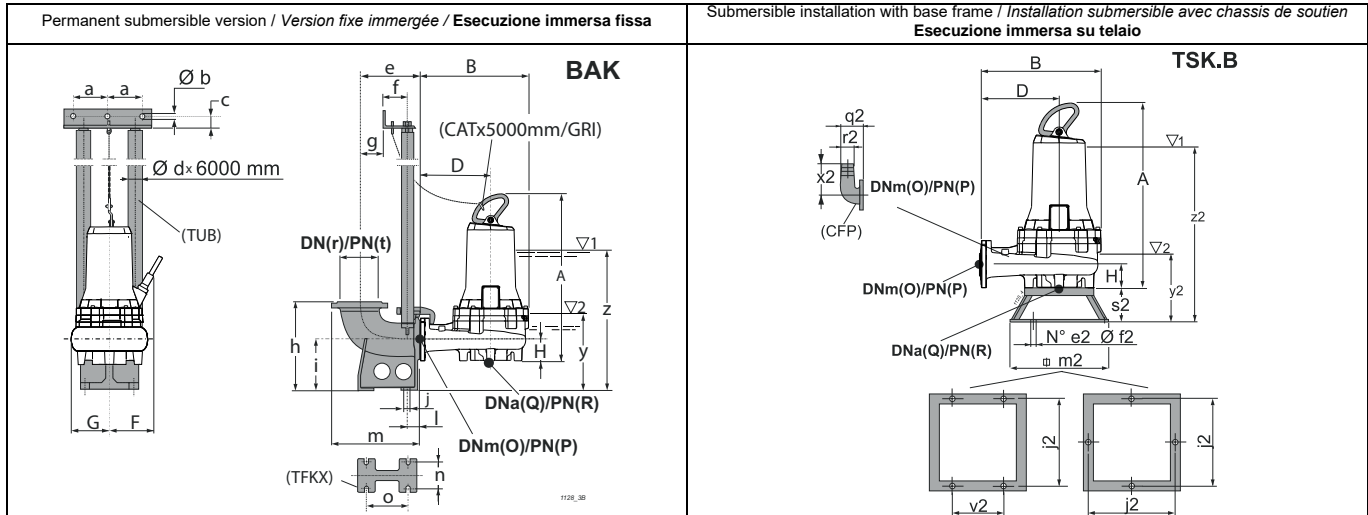 Permanent submersible version / Version fixe immergée / Esecuzione immersa fissa
Submersible installation with base frame / Installation submersible avec chassis de soutien
Esecuzione immersa su telaio
BAK
a
a
Ø b
c
Ø d x 6000 mm
(TUB)
G
F
e
B
f
g
(CATx5000mm/GRI)
D
DN(r)/PN(t)
▽1
A
▽2
z
h
i
H
y
j
l
DNa(Q)/PN(R)
m
DNm(O)/PN(P)
(TFKX)
n
o
1128_3B
TSK.B
B
D
q2
r2
x2
DNm(O)/PN(P)
(CFP)
▽1
A
z2
▽2
H
y2
s2
DNm(O)/PN(P)
N° e2 Ø f2
DNa(Q)/PN(R)
m2
j2
j2
v2
j2